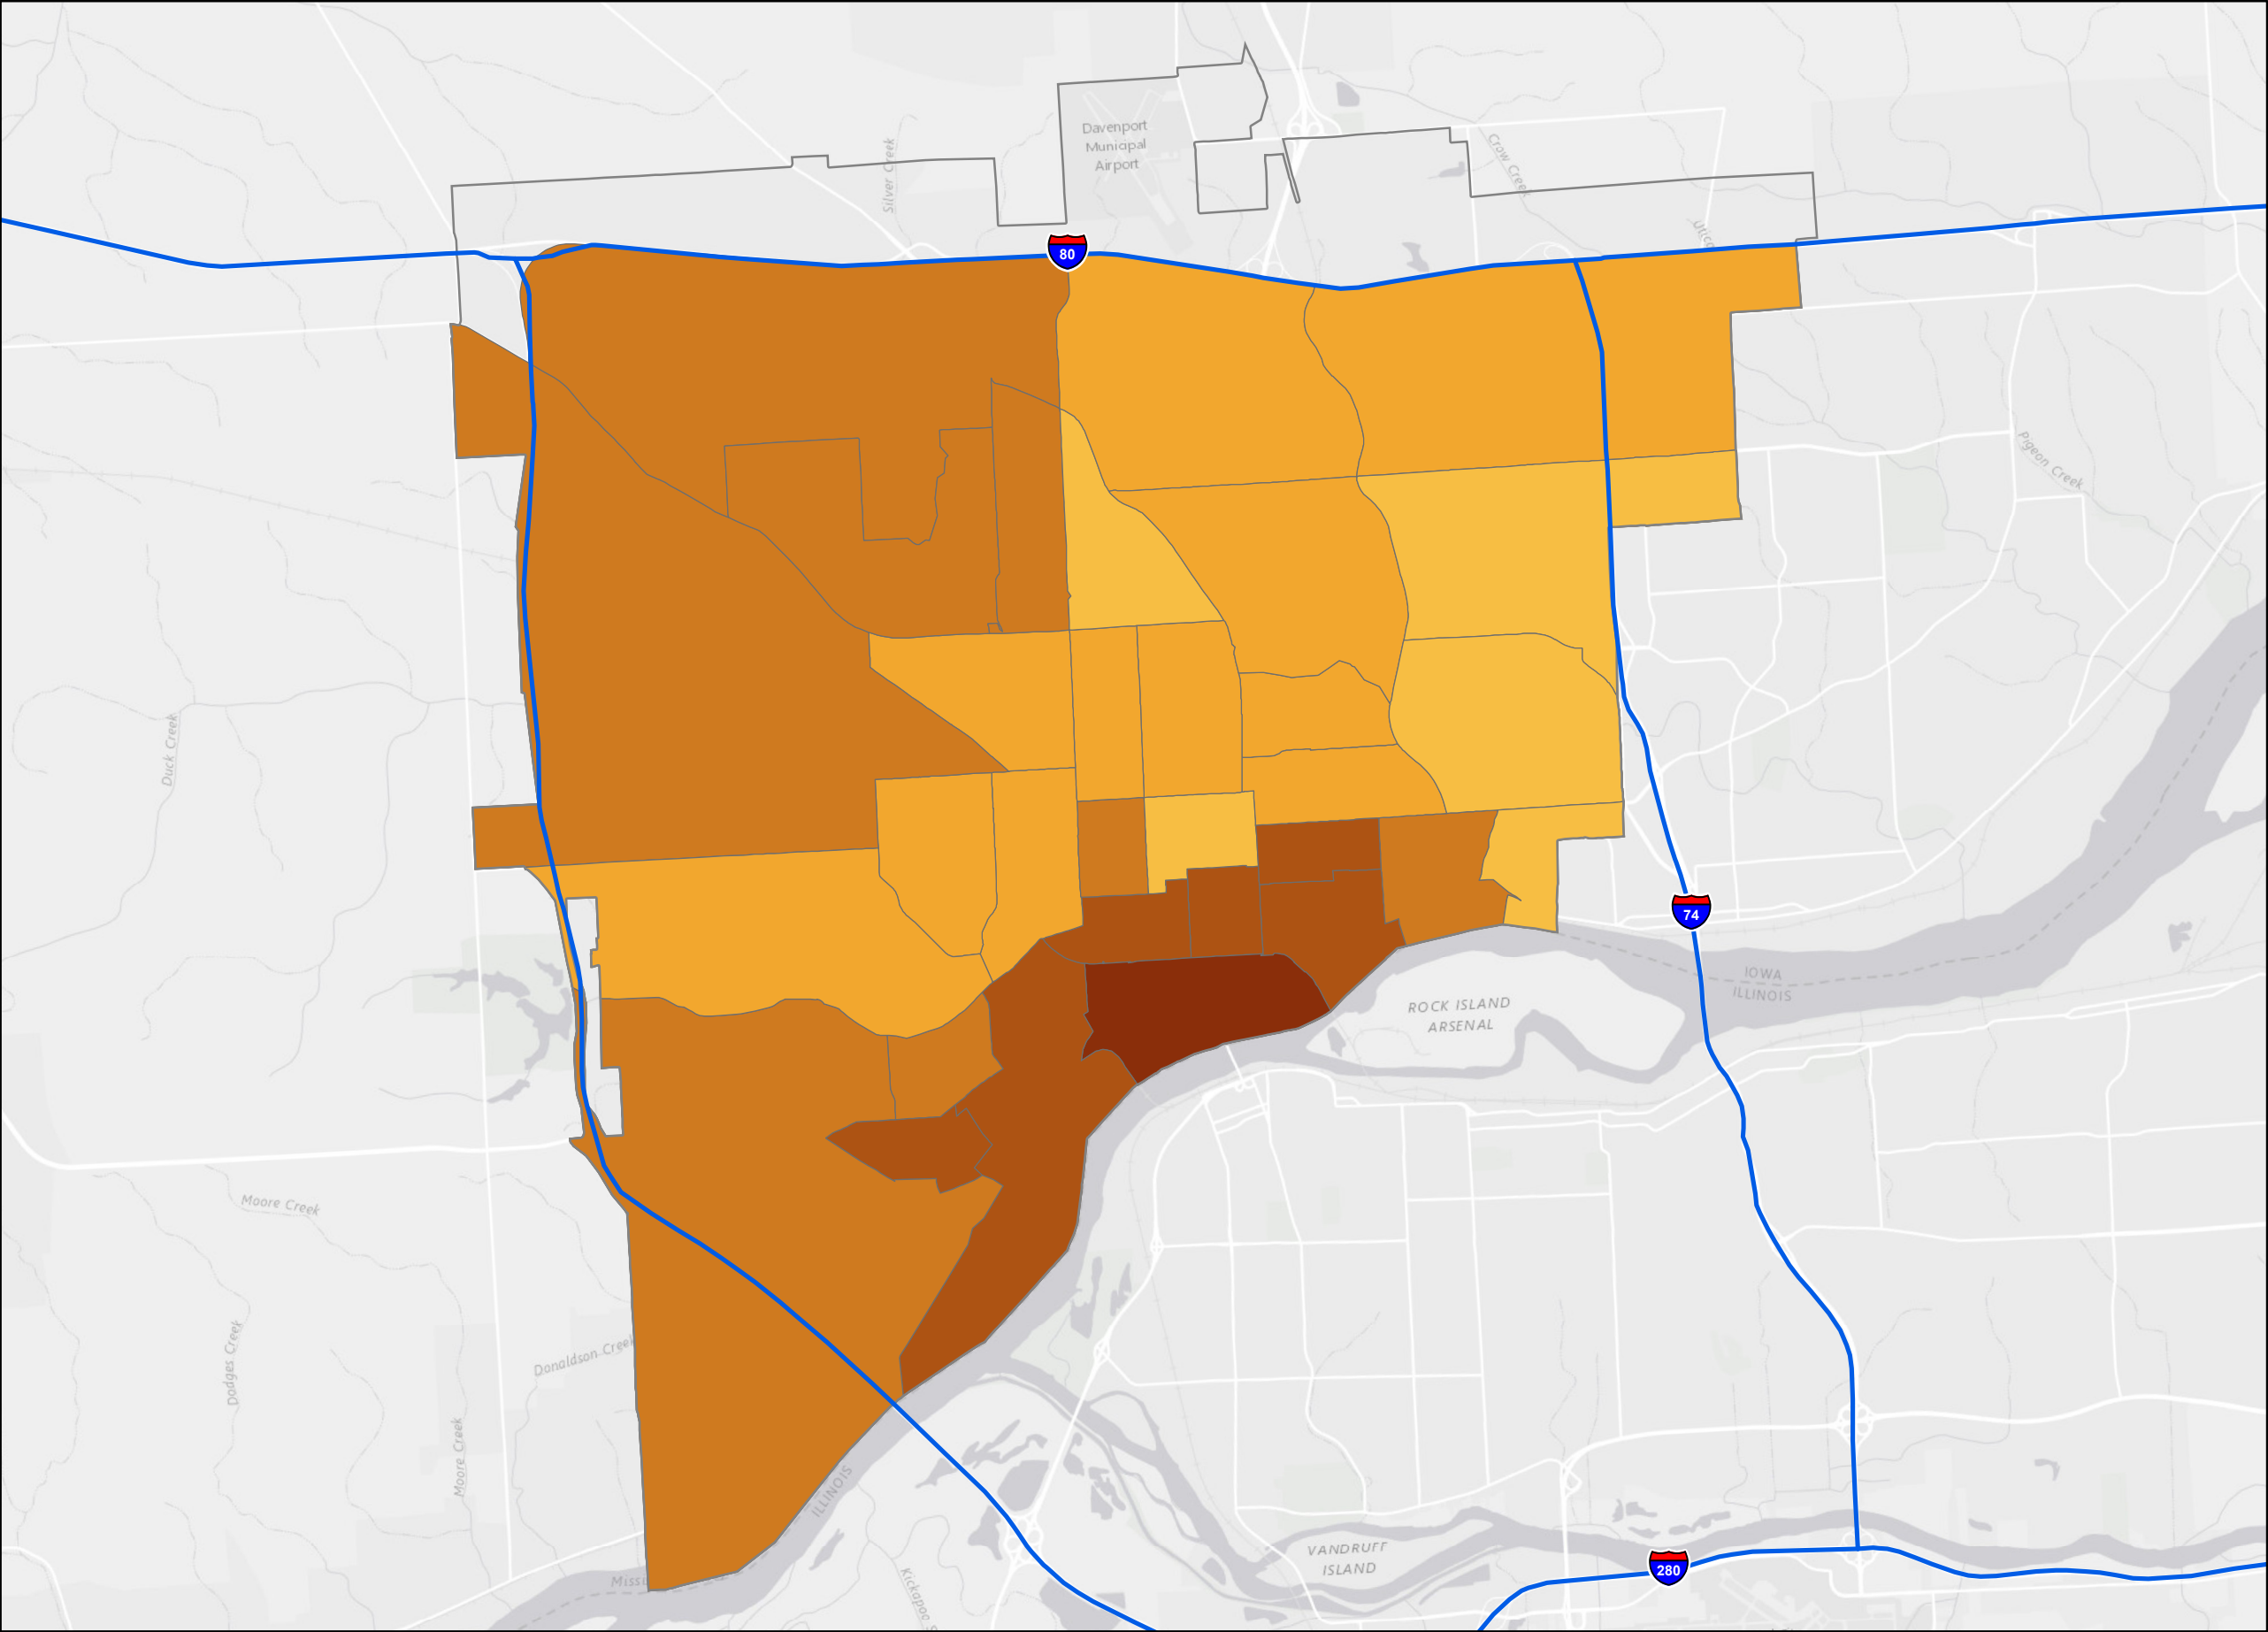 Davenport
Municipal
Airport
Silver Creek
Crow Creek
80
Pigeon Creek
Duck Creek
74
IOWA
ILLINOIS
ROCK ISLAND
ARSENAL
Moore Creek
Donaldson Creek
Dodges Creek
Moore Creek
ILLINOIS
VANDRUFF
ISLAND
280
Kickapoo